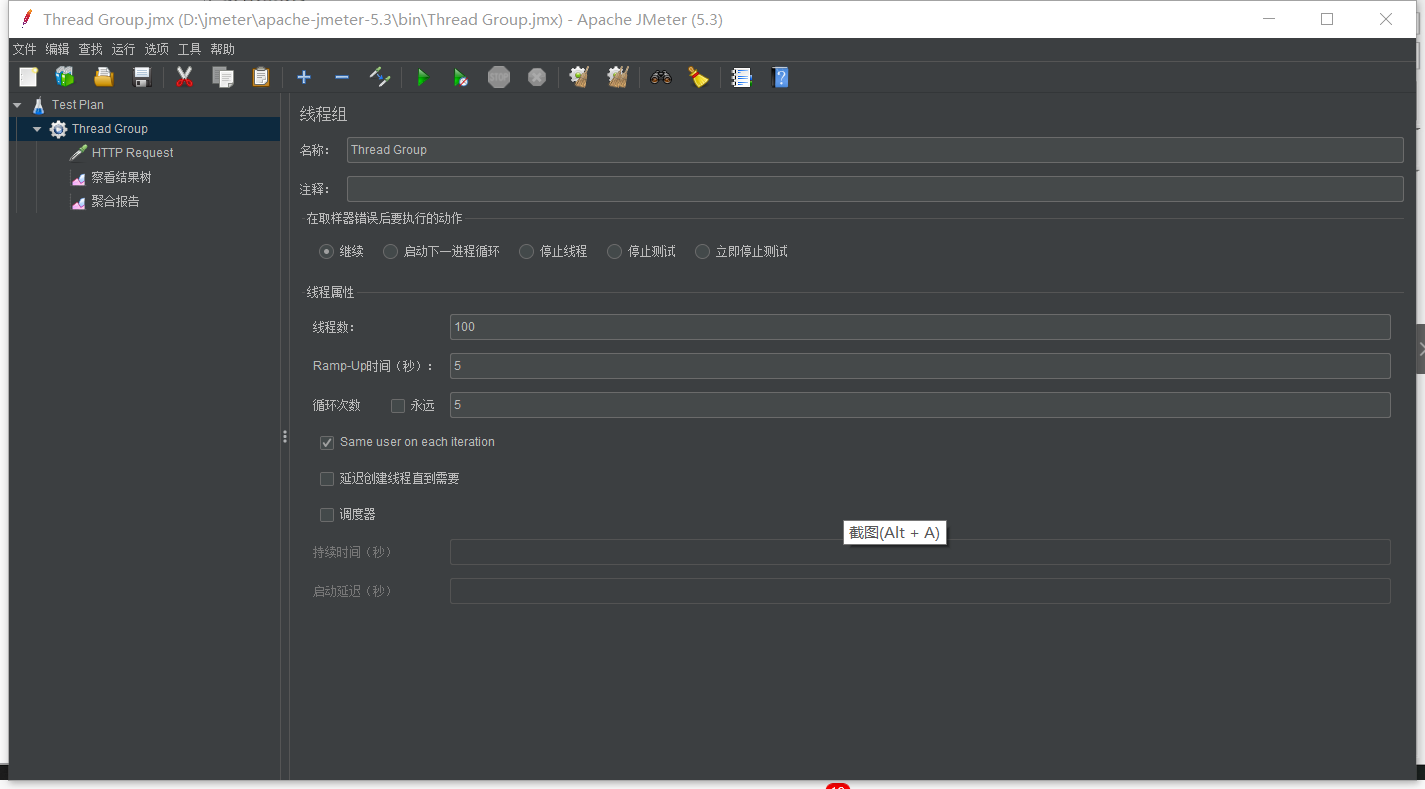 Thread Group.jmx (D:\jmeter\apache-jmeter-5.3\bin\Thread Group.jmx) - Apache JMeter (5.3)
文件 编辑 查找 运行 选项 工具 帮助
STOP
Test Plan
Thread Group
HTTP Request
察看结果树
聚合报告
线程组
名称： Thread Group
注释：
在取样器错误后要执行的动作
继续 启动下一进程循环 停止线程 停止测试 立即停止测试
线程属性
线程数： 100
Ramp-Up时间（秒）： 5
循环次数 永远 5
Same user on each iteration
延迟创建线程直到需要
调度器
截图(Alt + A)
持续时间（秒）
启动延迟（秒）